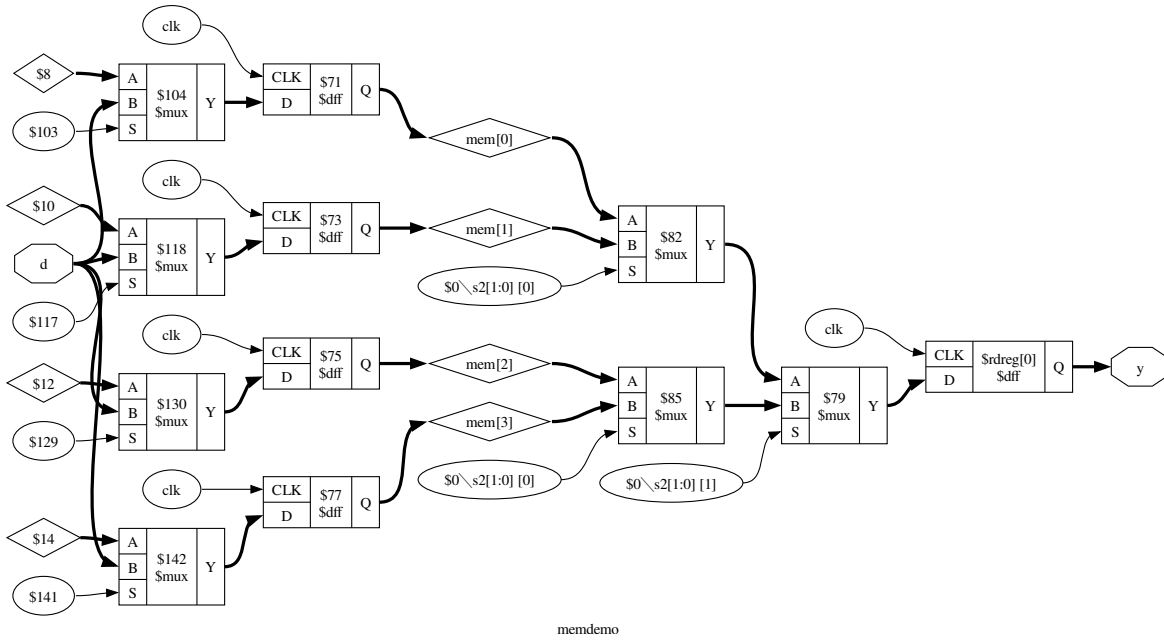 clk
$8
A
B
S
$104
$mux
Y
CLK
D
$71
$dff
Q
$103
mem[0]
clk
$10
A
B
S
$118
$mux
Y
CLK
D
$73
$dff
Q
mem[1]
A
B
S
$82
$mux
Y
d
$0\s2[1:0] [0]
$117
clk
clk
CLK
D
$75
$dff
Q
mem[2]
CLK
D
$rdreg[0]
$dff
Q
y
$12
A
B
S
$130
$mux
Y
A
B
S
$85
$mux
Y
A
B
S
$79
$mux
Y
mem[3]
$129
clk
CLK
D
$77
$dff
Q
$0\s2[1:0] [0]
$0\s2[1:0] [1]
$14
A
B
S
$142
$mux
Y
$141
memdemo